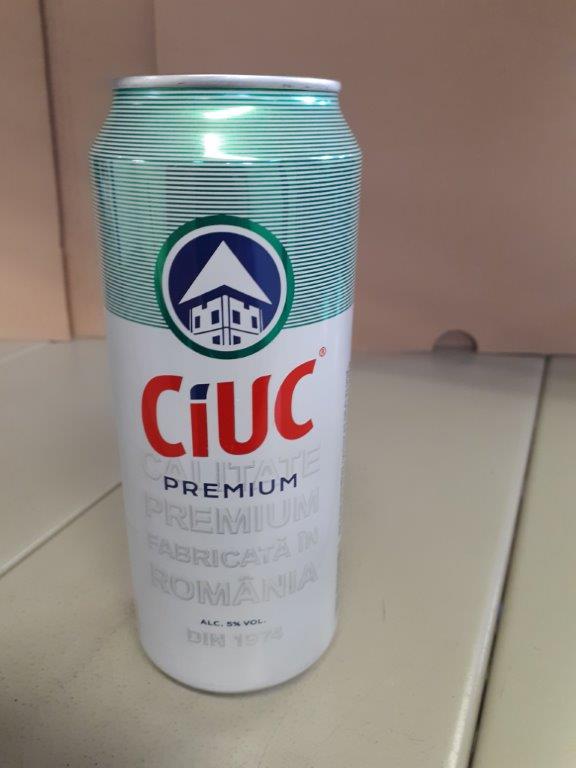 CiUC®
CALITATE
PREMIUM
PREMIUM
FABRICATĂ ÎN
ROMÂNIA
ALC. 5% VOL.
DIN 1974